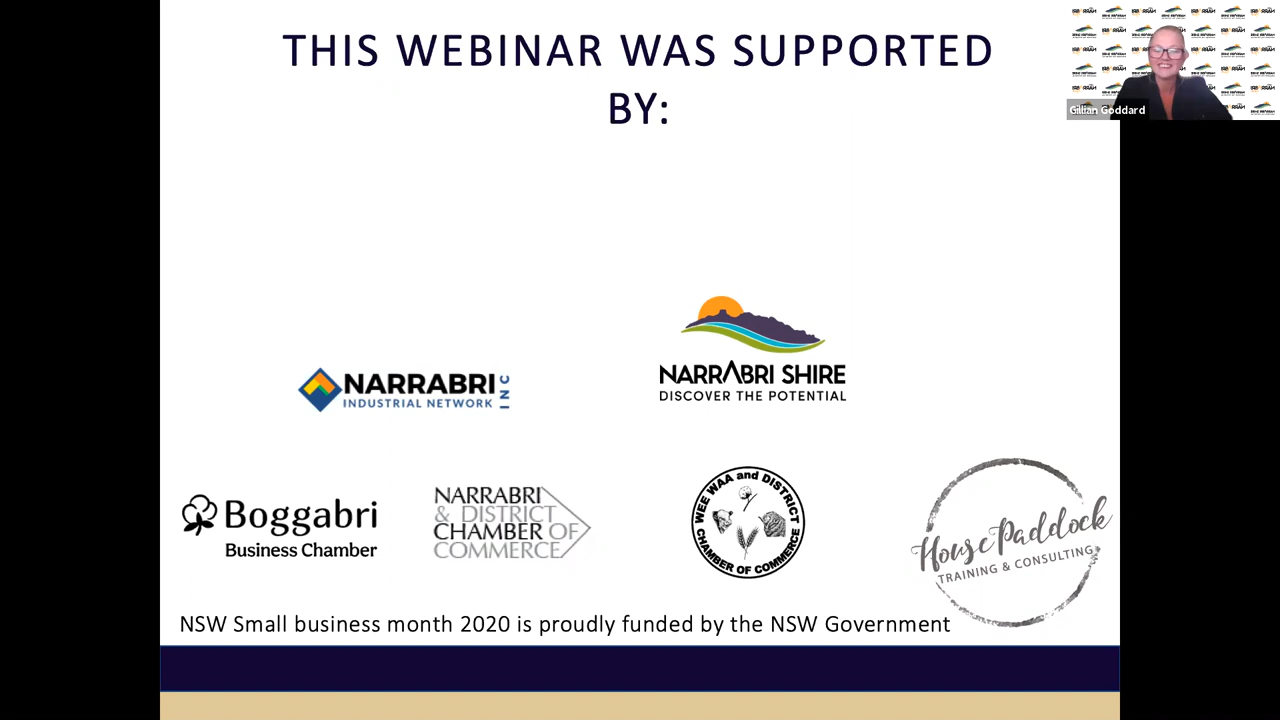 THIS WEBINAR WAS SUPPORTED
BY:
Gillian Goddard
NARRABRI INC
INDUSTRIAL NETWORK
NARRABRI SHIRE
DISCOVER THE POTENTIAL
Boggabri
Business Chamber
NARRABRI
& DISTRICT
CHAMBER OF
COMMERCE
WEE WAA and DISTRICT
CHAMBER OF COMMERCE
House Paddock
TRAINING & CONSULTING
NSW Small business month 2020 is proudly funded by the NSW Government